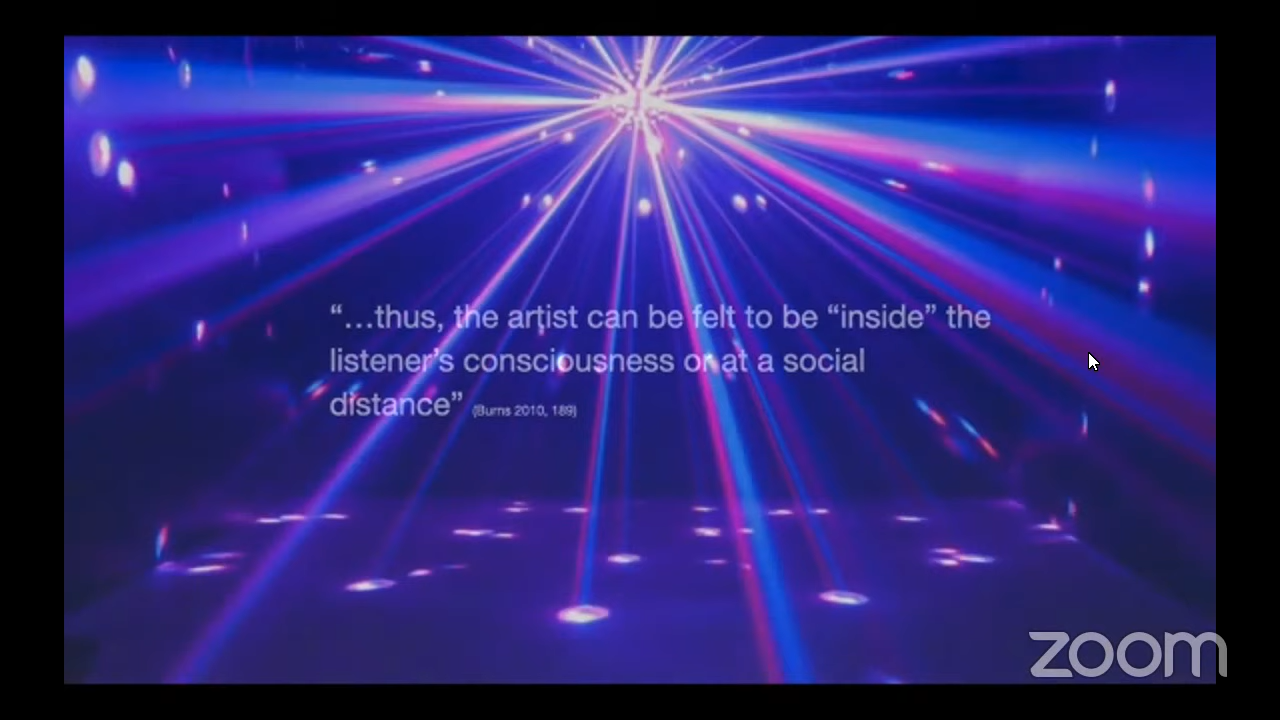 “…thus, the artist can be felt to be “inside” the
listener’s consciousness or at a social
distance” (Burns 2010, 189)
zoom